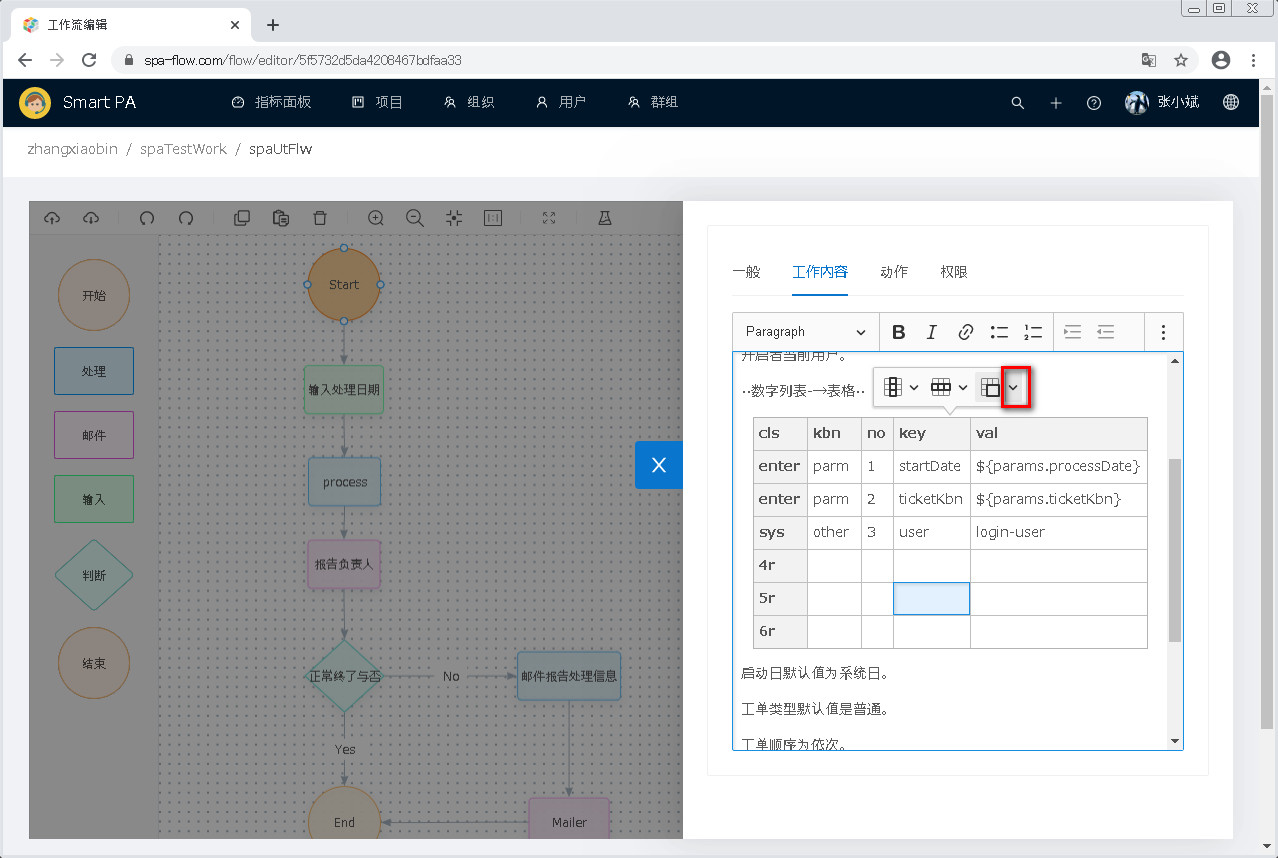 工作流编辑
spa-flow.com/flow/editor/5f5732d5da4208467bdfaa33
Smart PA 指标面板 项目 组织 用户 群组 张小斌
zhangxiaobin / spaTestWork / spaUtFlw
开始
处理
邮件
输入
判断
结束
Start
输入处理日期
process
报告负责人
正常终了与否
No
邮件报告处理信息
Yes
End
Mailer
X
一般 工作内容 动作 权限
Paragraph
开启者当前用户。
··数字列表-→表格··
cls kbn no key val
enter parm 1 startDate ${params.processDate}
enter parm 2 ticketKbn ${params.ticketKbn}
sys other 3 user login-user
4r
5r
6r
启动日默认值为系统日。
工单类型默认值是普通。
工单顺序为依次。